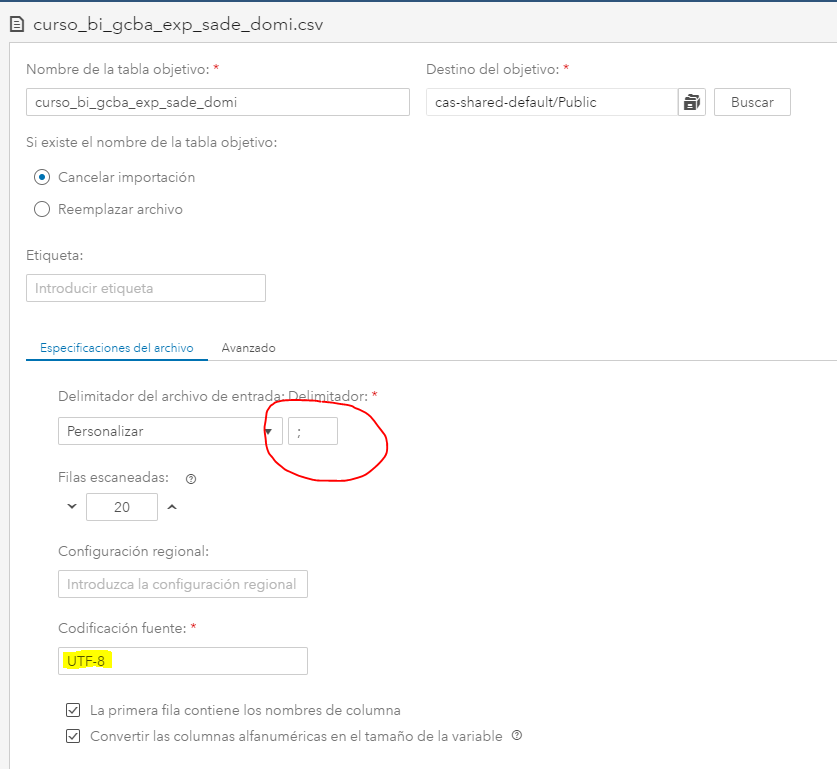 curso_bi_gcba_exp_sade_domi.csv
Nombre de la tabla objetivo: * Destino del objetivo: *
curso_bi_gcba_exp_sade_domi cas-shared-default/Public Buscar
Si existe el nombre de la tabla objetivo:
Cancelar importación
Reemplazar archivo
Etiqueta:
Introducir etiqueta
Especificaciones del archivo Avanzado
Delimitador del archivo de entrada: Delimitador: *
Personalizar ;
Filas escaneadas: ?
20
Configuración regional:
Introduzca la configuración regional
Codificación fuente: *
UTF-8
La primera fila contiene los nombres de columna
Convertir las columnas alfanuméricas en el tamaño de la variable ?